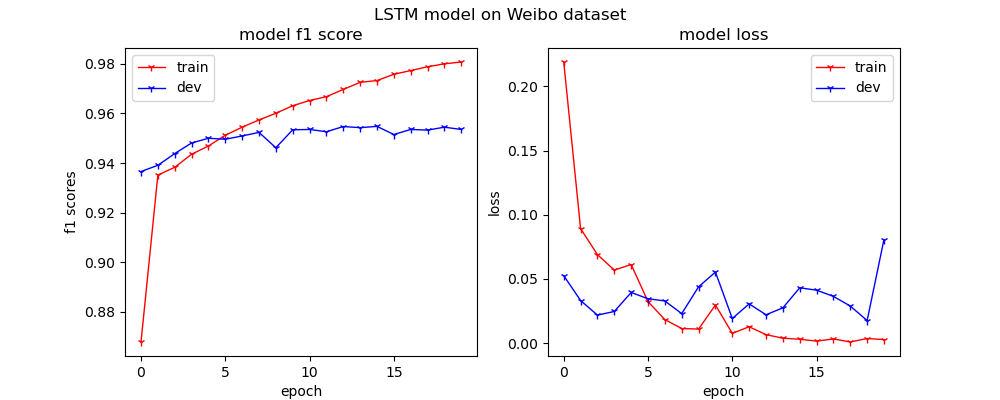 LSTM model on Weibo dataset
model f1 score
f1 scores
0.98
0.96
0.94
0.92
0.90
0.88
train
dev
0 5 10 15
epoch
model loss
loss
0.20
0.15
0.10
0.05
0.00
train
dev
0 5 10 15
epoch